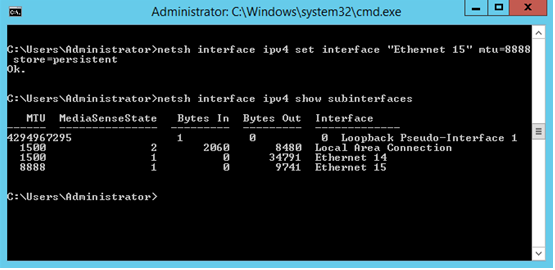 Administrator: C:\Windows\system32\cmd.exe
C:\Users\Administrator>netsh interface ipv4 set interface "Ethernet 15" mtu=8888
 store=persistent
Ok.
C:\Users\Administrator>netsh interface ipv4 show subinterfaces
   MTU  MediaSenseState   Bytes In  Bytes Out  Interface
------  ---------------  ---------  ---------  -------------
4294967295                1          0          0  Loopback Pseudo-Interface 1
  1500                2       2060       8480  Local Area Connection
  1500                1          0      34791  Ethernet 14
  8888                1          0       9741  Ethernet 15
C:\Users\Administrator>